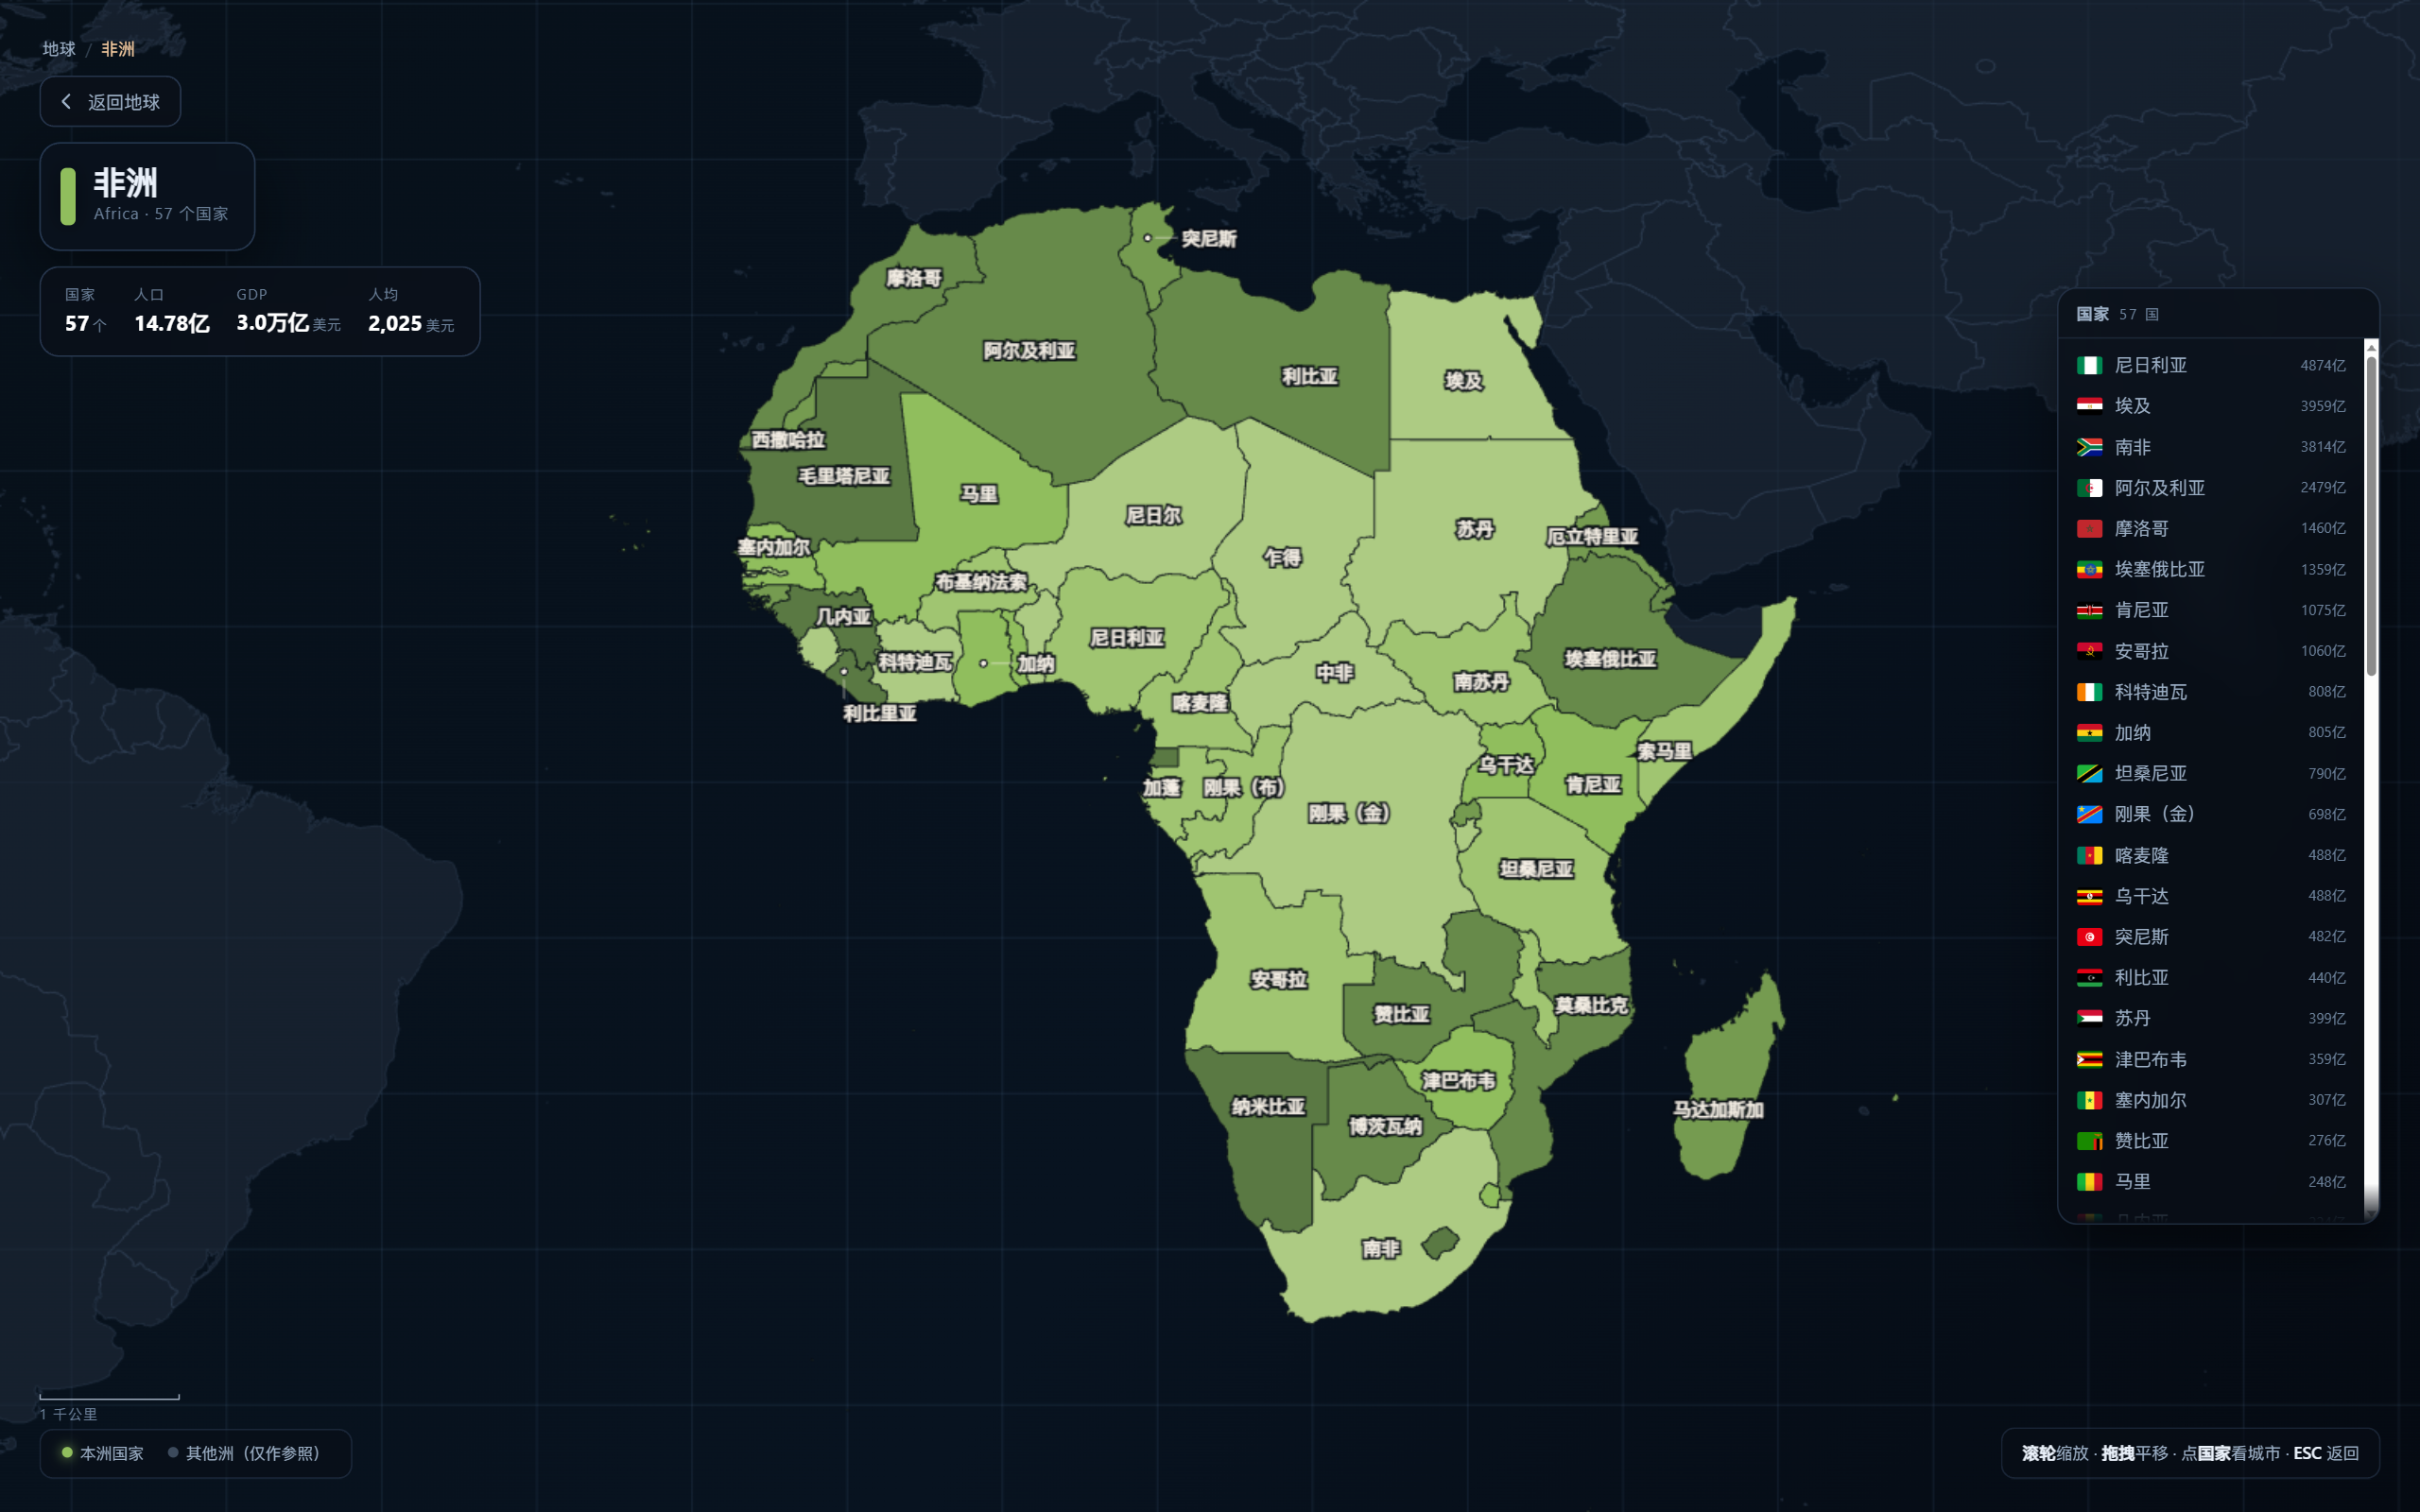 地球 / 非洲
返回地球
非洲
Africa · 57 个国家
国家 人口 GDP 人均
57 个 14.78亿 3.0万亿 美元 2,025 美元
突尼斯
摩洛哥
阿尔及利亚
利比亚
埃及
西撒哈拉
毛里塔尼亚
马里
尼日尔
乍得
苏丹
厄立特里亚
塞内加尔
布基纳法索
几内亚
尼日利亚
科特迪瓦
加纳
埃塞俄比亚
中非
南苏丹
喀麦隆
利比里亚
索马里
乌干达
肯尼亚
加蓬
刚果（布）
刚果（金）
坦桑尼亚
安哥拉
莫桑比克
赞比亚
津巴布韦
纳米比亚
博茨瓦纳
马达加斯加
南非
国家 57 国
尼日利亚 4874亿
埃及 3959亿
南非 3814亿
阿尔及利亚 2479亿
摩洛哥 1460亿
埃塞俄比亚 1359亿
肯尼亚 1075亿
安哥拉 1060亿
科特迪瓦 808亿
加纳 805亿
坦桑尼亚 790亿
刚果（金） 698亿
喀麦隆 488亿
乌干达 488亿
突尼斯 482亿
利比亚 440亿
苏丹 399亿
津巴布韦 359亿
塞内加尔 307亿
赞比亚 276亿
马里 248亿
1 千公里
本洲国家 其他洲（仅作参照）
滚轮缩放 · 拖拽平移 · 点国家看城市 · ESC 返回